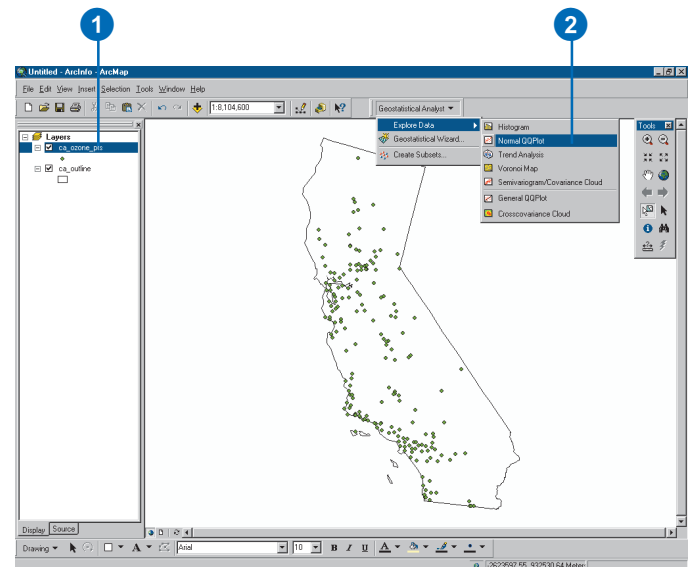 1
2
Untitled - ArcInfo - ArcMap
File Edit View Insert Selection Tools Window Help
1:8,104,600
Geostatistical Analyst
Layers
ca_ozone_pts
ca_outline
Explore Data
Geostatistical Wizard...
Create Subsets...
Histogram
Normal QQPlot
Trend Analysis
Voronoi Map
Semivariogram/Covariance Cloud
General QQPlot
Crosscovariance Cloud
Tools
Display Source
Drawing A Arial 10 B I U A
-2623597.55 932530.64 Meters